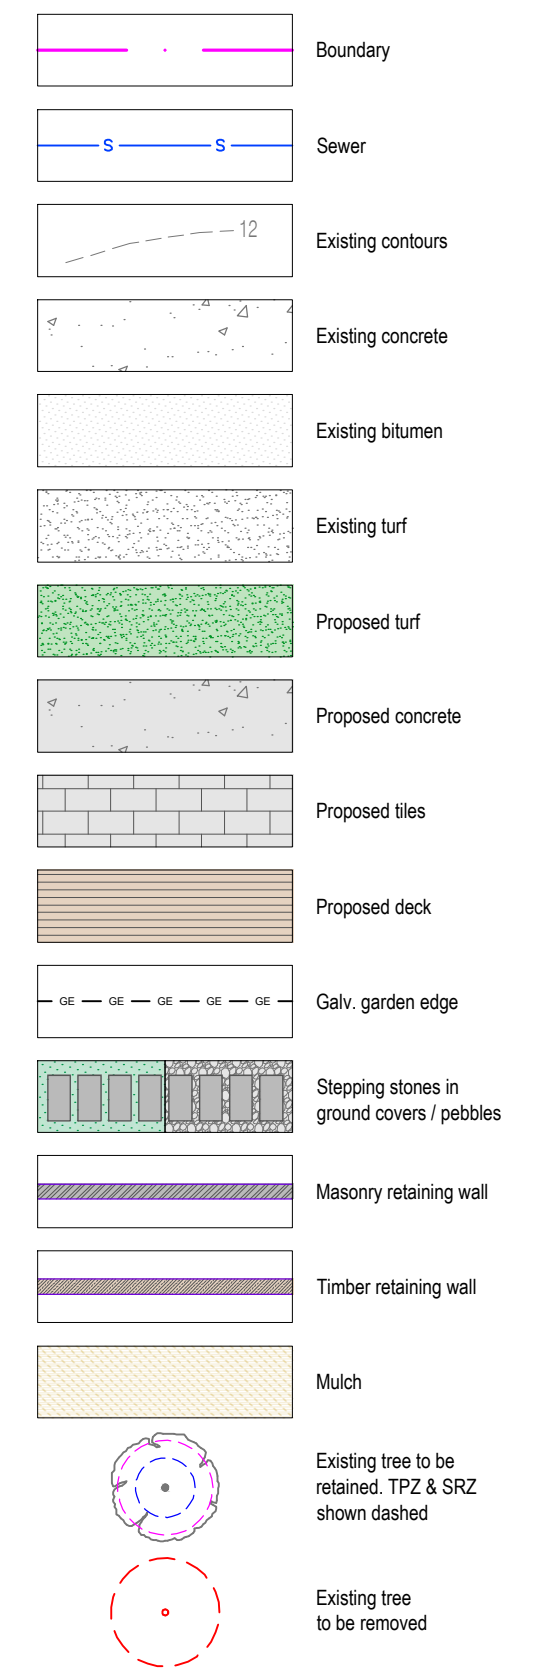 Boundary
S S
Sewer
12
Existing contours
Existing concrete
Existing bitumen
Existing turf
Proposed turf
Proposed concrete
Proposed tiles
Proposed deck
GE GE GE GE GE
Galv. garden edge
Stepping stones in
ground covers / pebbles
Masonry retaining wall
Timber retaining wall
Mulch
Existing tree to be
retained. TPZ & SRZ
shown dashed
Existing tree
to be removed